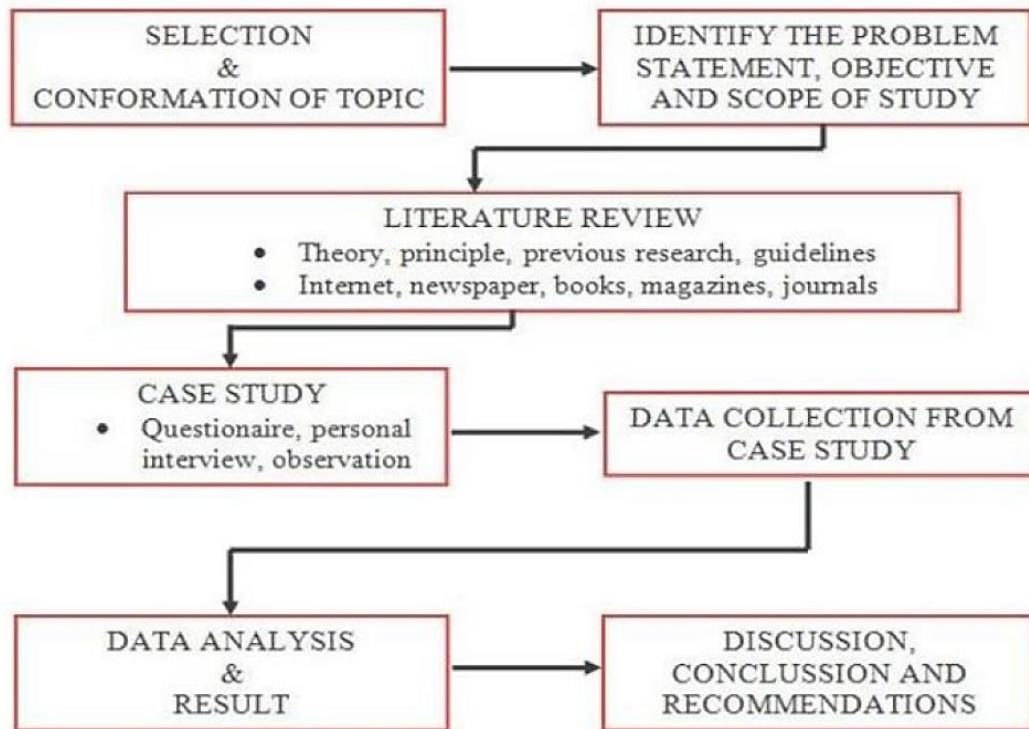 SELECTION
&
CONFORMATION OF TOPIC
IDENTIFY THE PROBLEM
STATEMENT, OBJECTIVE
AND SCOPE OF STUDY
LITERATURE REVIEW
• Theory, principle, previous research, guidelines
• Internet, newspaper, books, magazines, journals
CASE STUDY
• Questionaire, personal
interview, observation
DATA COLLECTION FROM
CASE STUDY
DATA ANALYSIS
&
RESULT
DISCUSSION,
CONCLUSSION AND
RECOMMENDATIONS